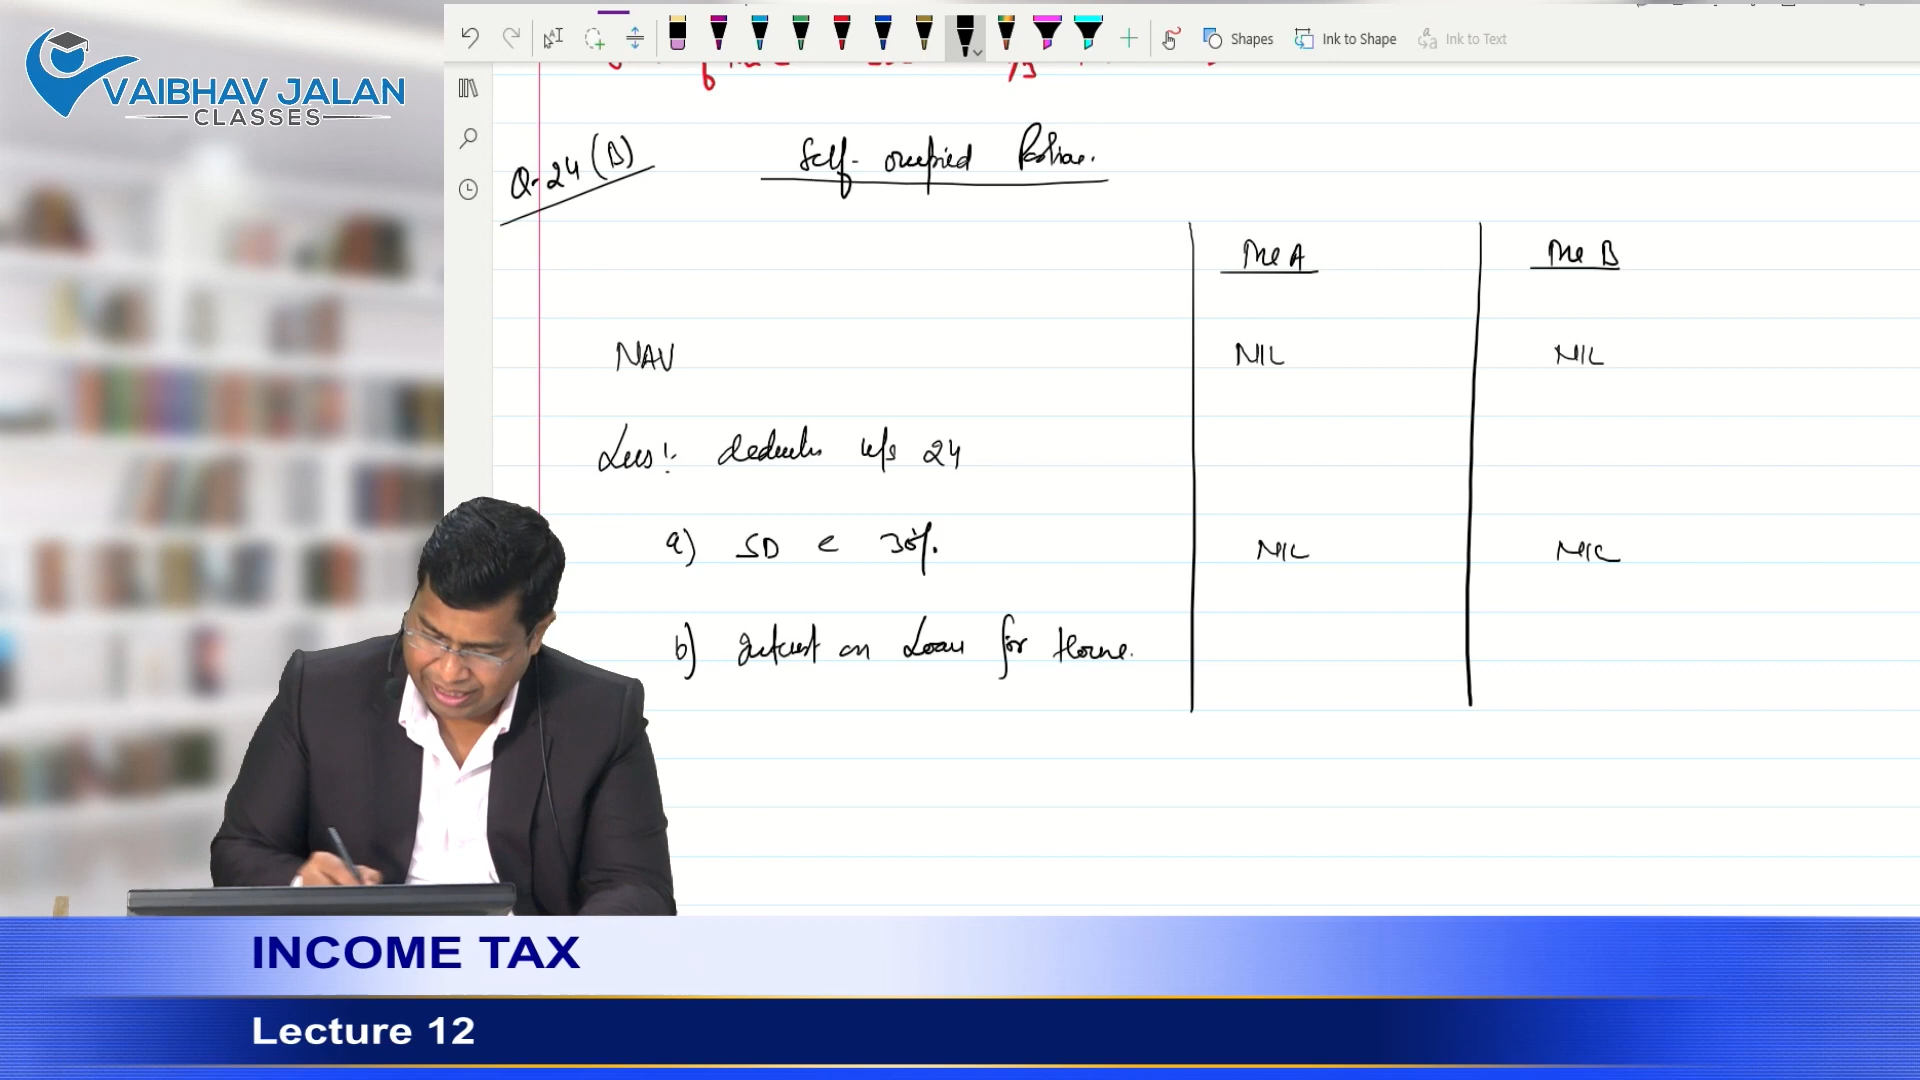 VAIBHAV JALAN
CLASSES
Shapes
Ink to Shape
Ink to Text
Q-24 (B)
Self- occupied Portion.
Mr A
Mr B
NAV
NIL
NIL
Less:- deduction u/s 24
a) SD @ 30%.
NIL
NIL
b) Interest on Loan for House.
INCOME TAX
Lecture 12